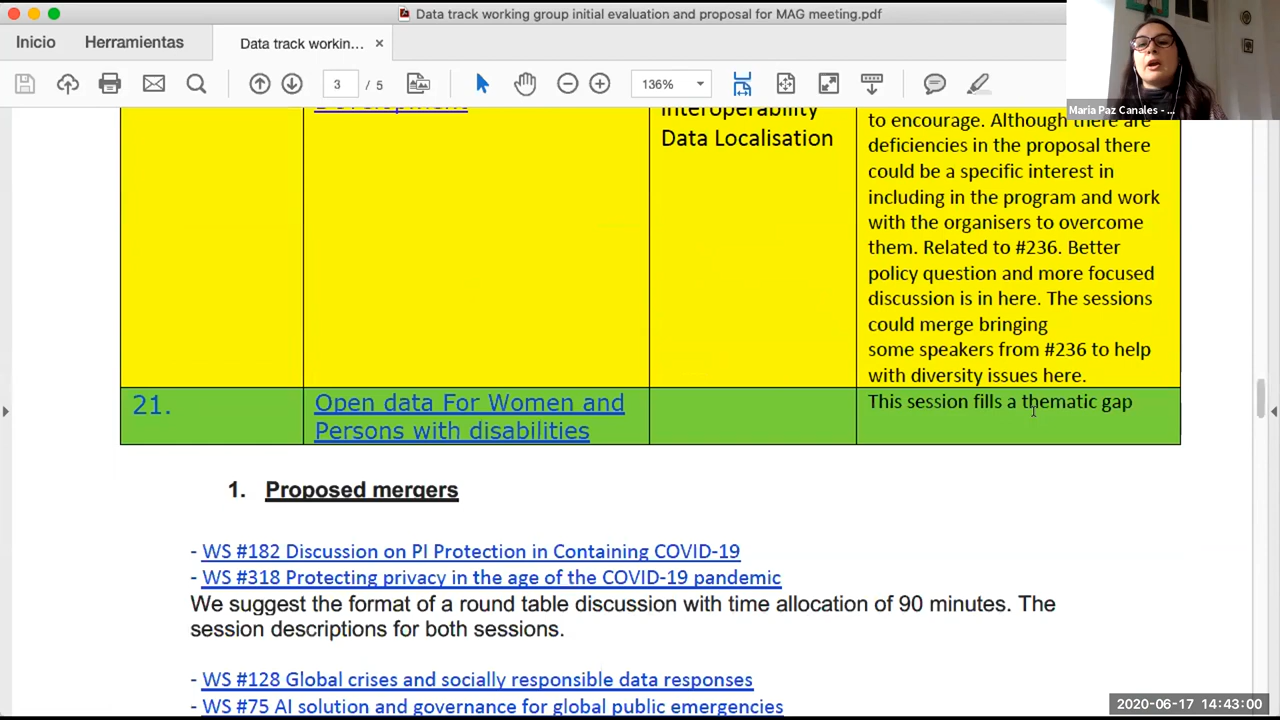 Data track working group initial evaluation and proposal for MAG meeting.pdf
Inicio
Herramientas
Data track workin...
×
3 / 5
136%
Maria Paz Canales - ...
Development
Interoperability
Data Localisation
to encourage. Although there are
deficiencies in the proposal there
could be a specific interest in
including in the program and work
with the organisers to overcome
them. Related to #236. Better
policy question and more focused
discussion is in here. The sessions
could merge bringing
some speakers from #236 to help
with diversity issues here.
21.
Open data For Women and
Persons with disabilities
This session fills a thematic gap
1. Proposed mergers
- WS #182 Discussion on PI Protection in Containing COVID-19
- WS #318 Protecting privacy in the age of the COVID-19 pandemic
We suggest the format of a round table discussion with time allocation of 90 minutes. The
session descriptions for both sessions.
- WS #128 Global crises and socially responsible data responses
- WS #75 AI solution and governance for global public emergencies
2020-06-17 14:43:00